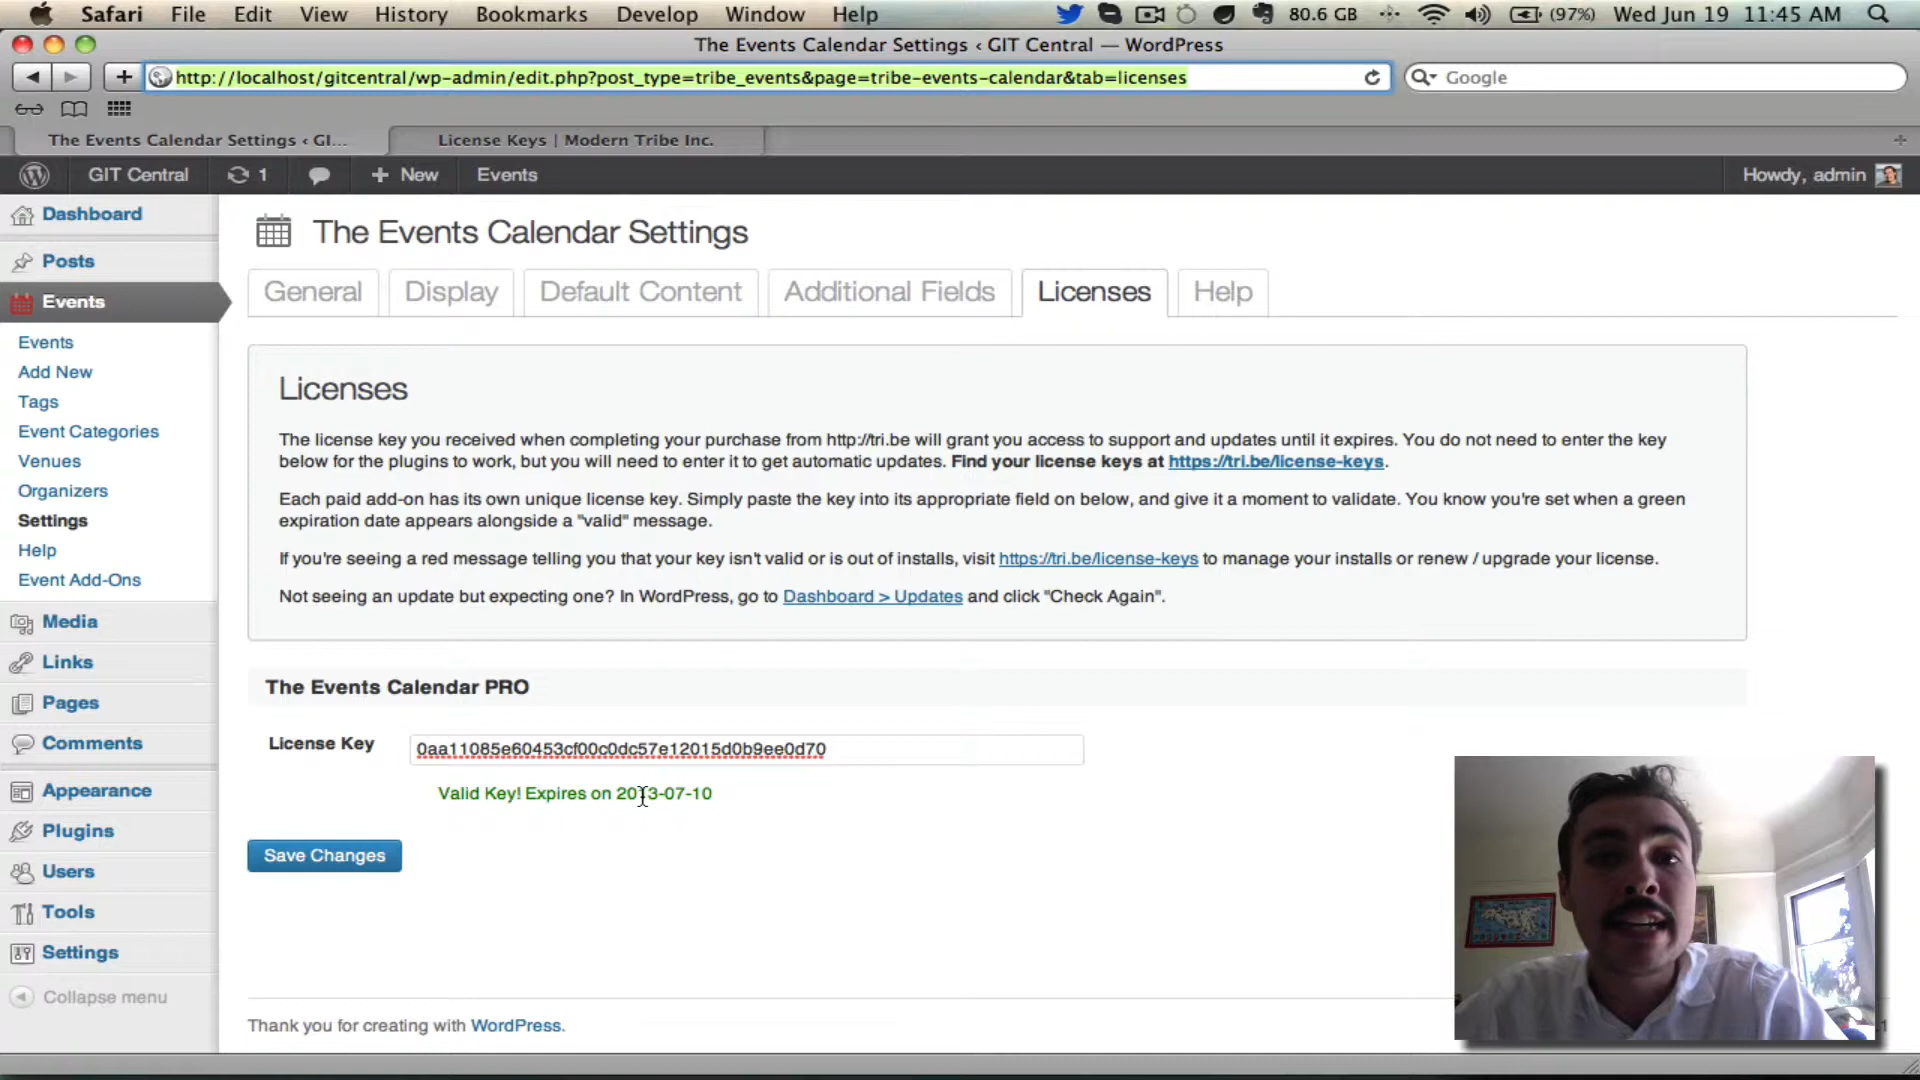 Safari File Edit View History Bookmarks Develop Window Help 80.6 GB (97%) Wed Jun 19 11:45 AM
The Events Calendar Settings ‹ GIT Central — WordPress
http://localhost/gitcentral/wp-admin/edit.php?post_type=tribe_events&page=tribe-events-calendar&tab=licenses Google
The Events Calendar Settings ‹ GI... License Keys | Modern Tribe Inc.
GIT Central 1 + New Events Howdy, admin
Dashboard
Posts
Events
Events
Add New
Tags
Event Categories
Venues
Organizers
Settings
Help
Event Add-Ons
Media
Links
Pages
Comments
Appearance
Plugins
Users
Tools
Settings
Collapse menu
The Events Calendar Settings
General Display Default Content Additional Fields Licenses Help
Licenses
The license key you received when completing your purchase from http://tri.be will grant you access to support and updates until it expires. You do not need to enter the key
below for the plugins to work, but you will need to enter it to get automatic updates. Find your license keys at https://tri.be/license-keys.
Each paid add-on has its own unique license key. Simply paste the key into its appropriate field on below, and give it a moment to validate. You know you're set when a green
expiration date appears alongside a "valid" message.
If you're seeing a red message telling you that your key isn't valid or is out of installs, visit https://tri.be/license-keys to manage your installs or renew / upgrade your license.
Not seeing an update but expecting one? In WordPress, go to Dashboard > Updates and click "Check Again".
The Events Calendar PRO
License Key 0aa11085e60453cf00c0dc57e12015d0b9ee0d70
Valid Key! Expires on 2013-07-10
Save Changes
Thank you for creating with WordPress.